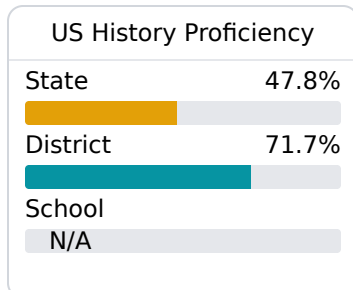 US History Proficiency
State 47.8%
District 71.7%
School
N/A